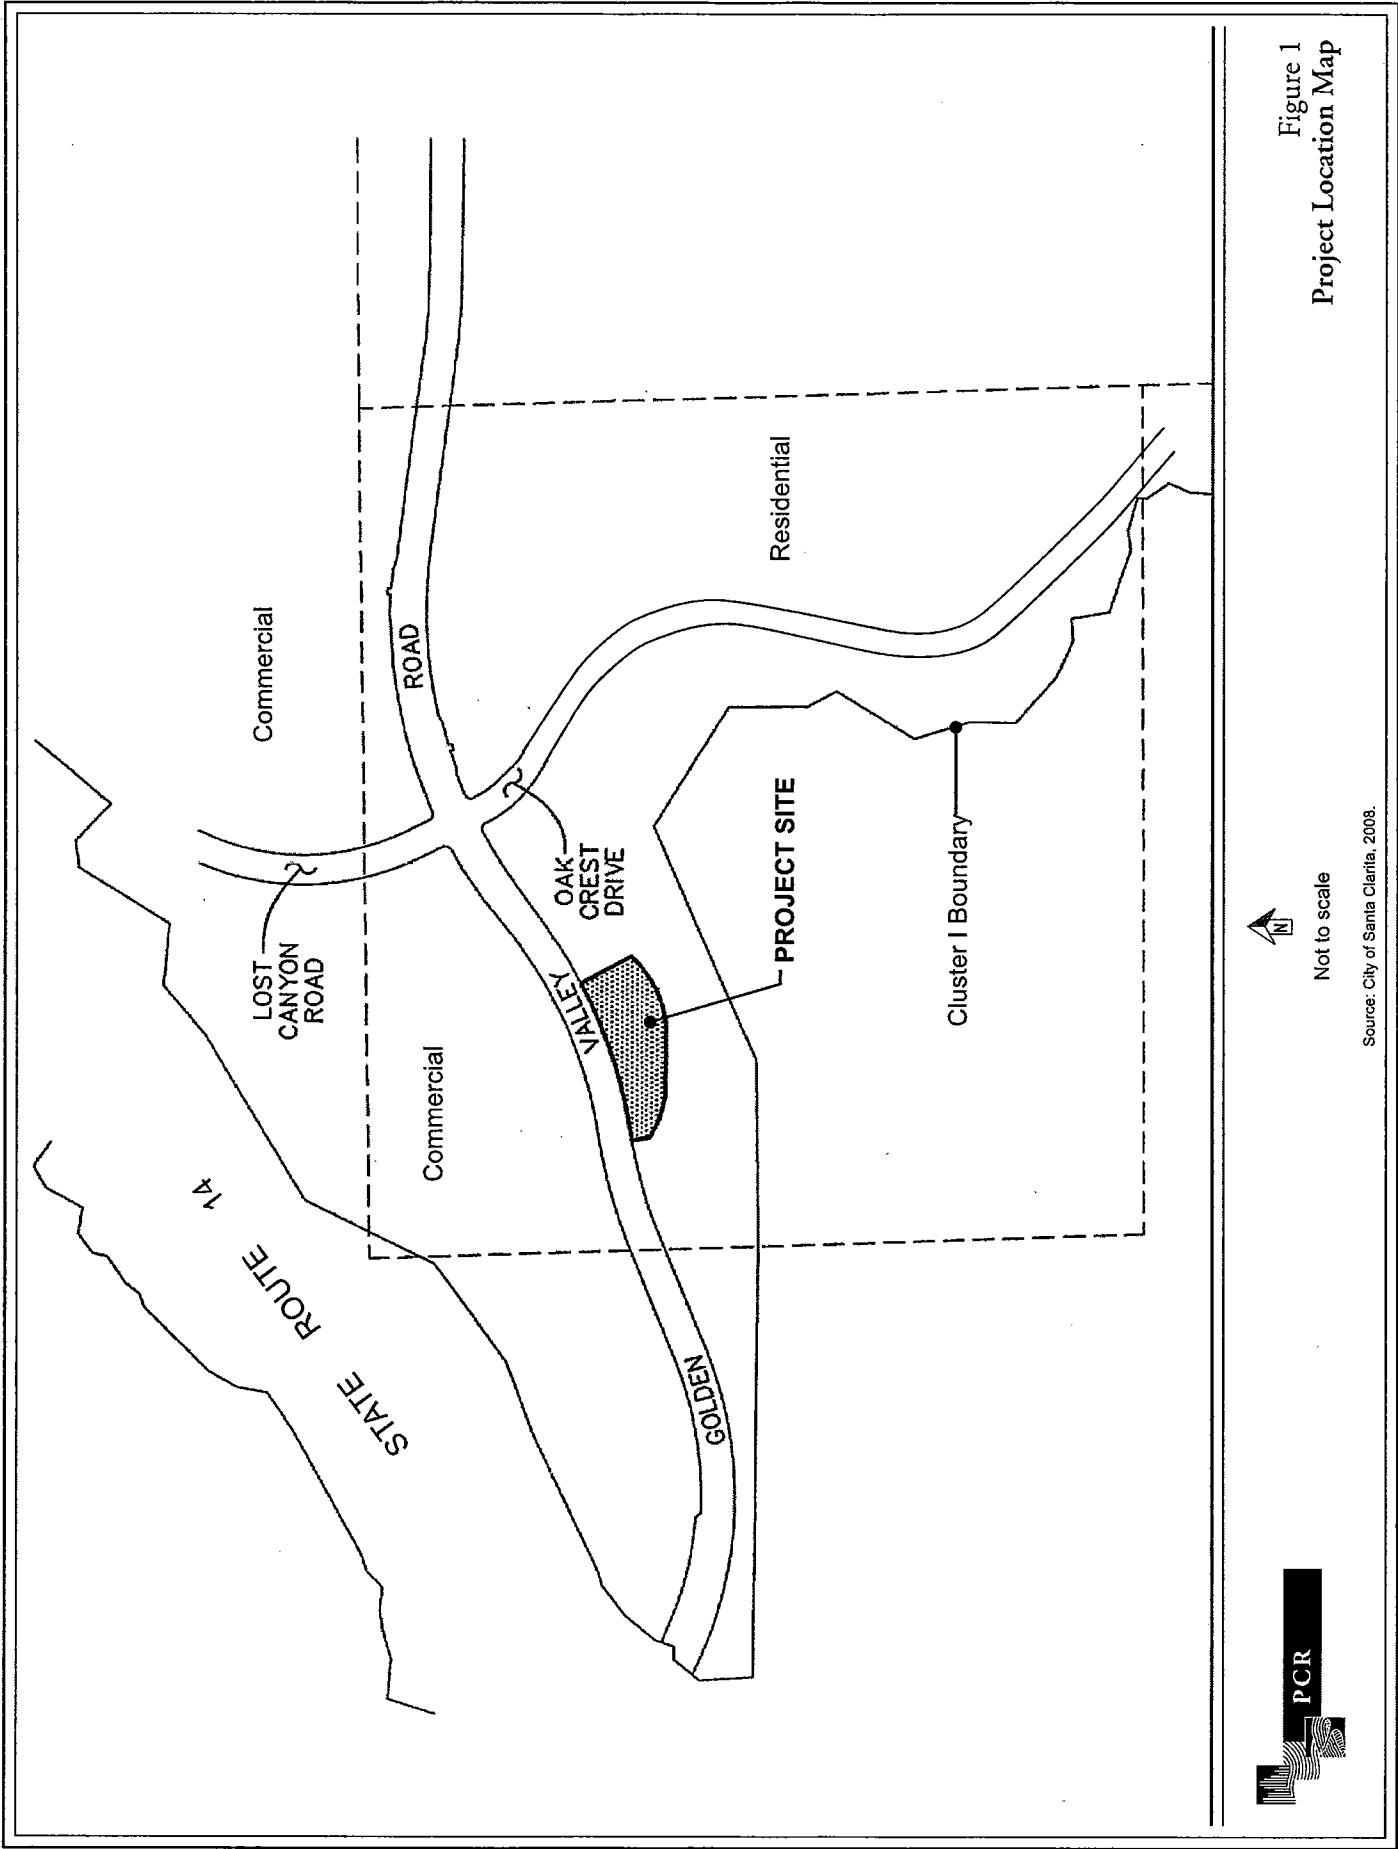 STATE ROUTE 14
Commercial
LOST
CANYON
ROAD
Commercial
GOLDEN
VALLEY
ROAD
OAK
CREST
DRIVE
PROJECT SITE
Residential
Cluster I Boundary
PCR
N
Not to scale
Source: City of Santa Clarita, 2008.
Figure 1
Project Location Map